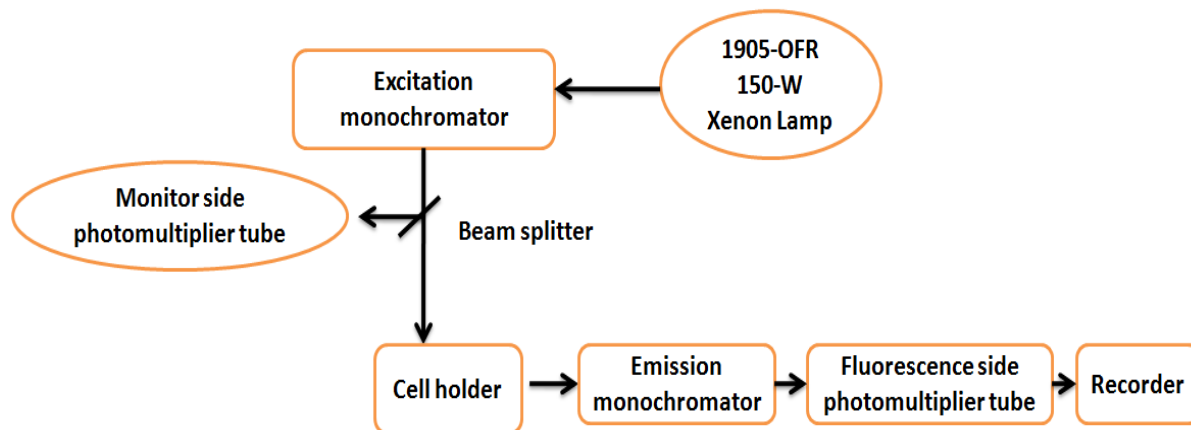 1905-OFR
150-W
Xenon Lamp
Excitation
monochromator
Monitor side
photomultiplier tube
Beam splitter
Cell holder
Emission
monochromator
Fluorescence side
photomultiplier tube
Recorder